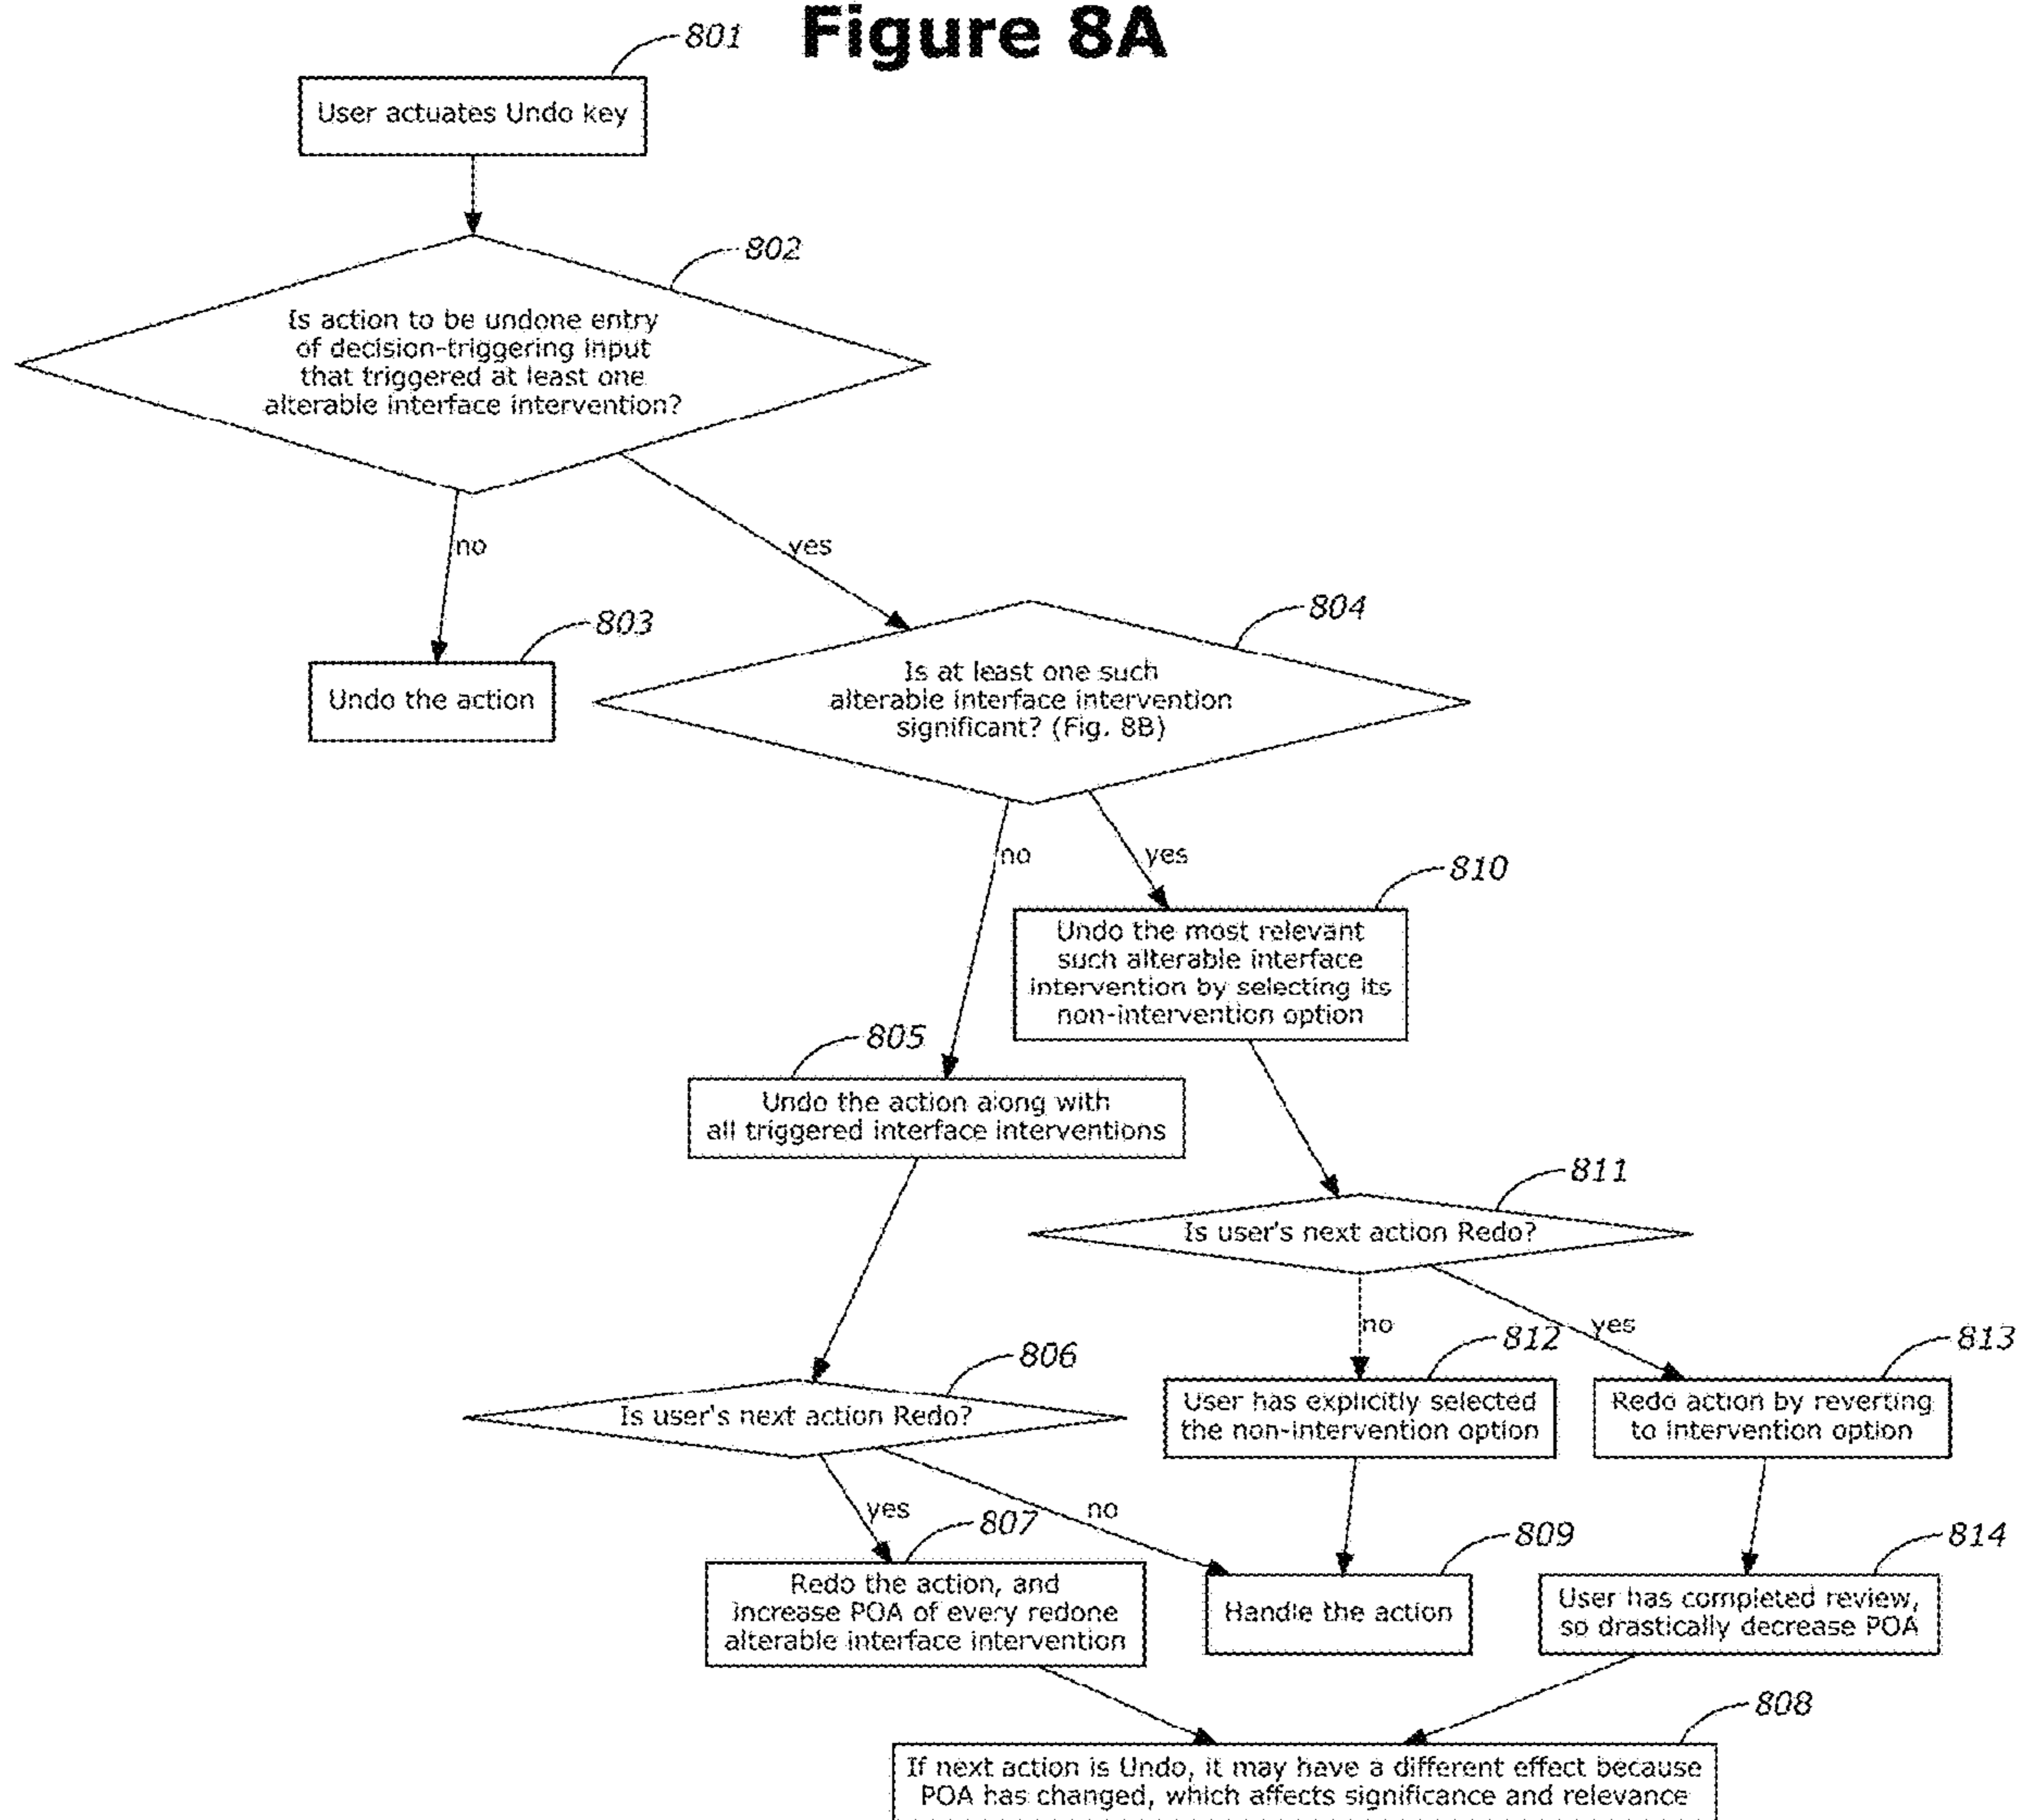 Figure 8A
801
User actuates Undo key
802
Is action to be undone entry
of decision-triggering input
that triggered at least one
alterable interface intervention?
no
yes
803
Undo the action
804
Is at least one such
alterable interface intervention
significant? (Fig. 8B)
no
yes
810
Undo the most relevant
such alterable interface
intervention by selecting its
non-intervention option
805
Undo the action along with
all triggered interface interventions
811
Is user's next action Redo?
no
yes
806
Is user's next action Redo?
812
User has explicitly selected
the non-intervention option
813
Redo action by reverting
to intervention option
yes
no
807
Redo the action, and
increase POA of every redone
alterable interface intervention
809
Handle the action
814
User has completed review,
so drastically decrease POA
808
If next action is Undo, it may have a different effect because
POA has changed, which affects significance and relevance